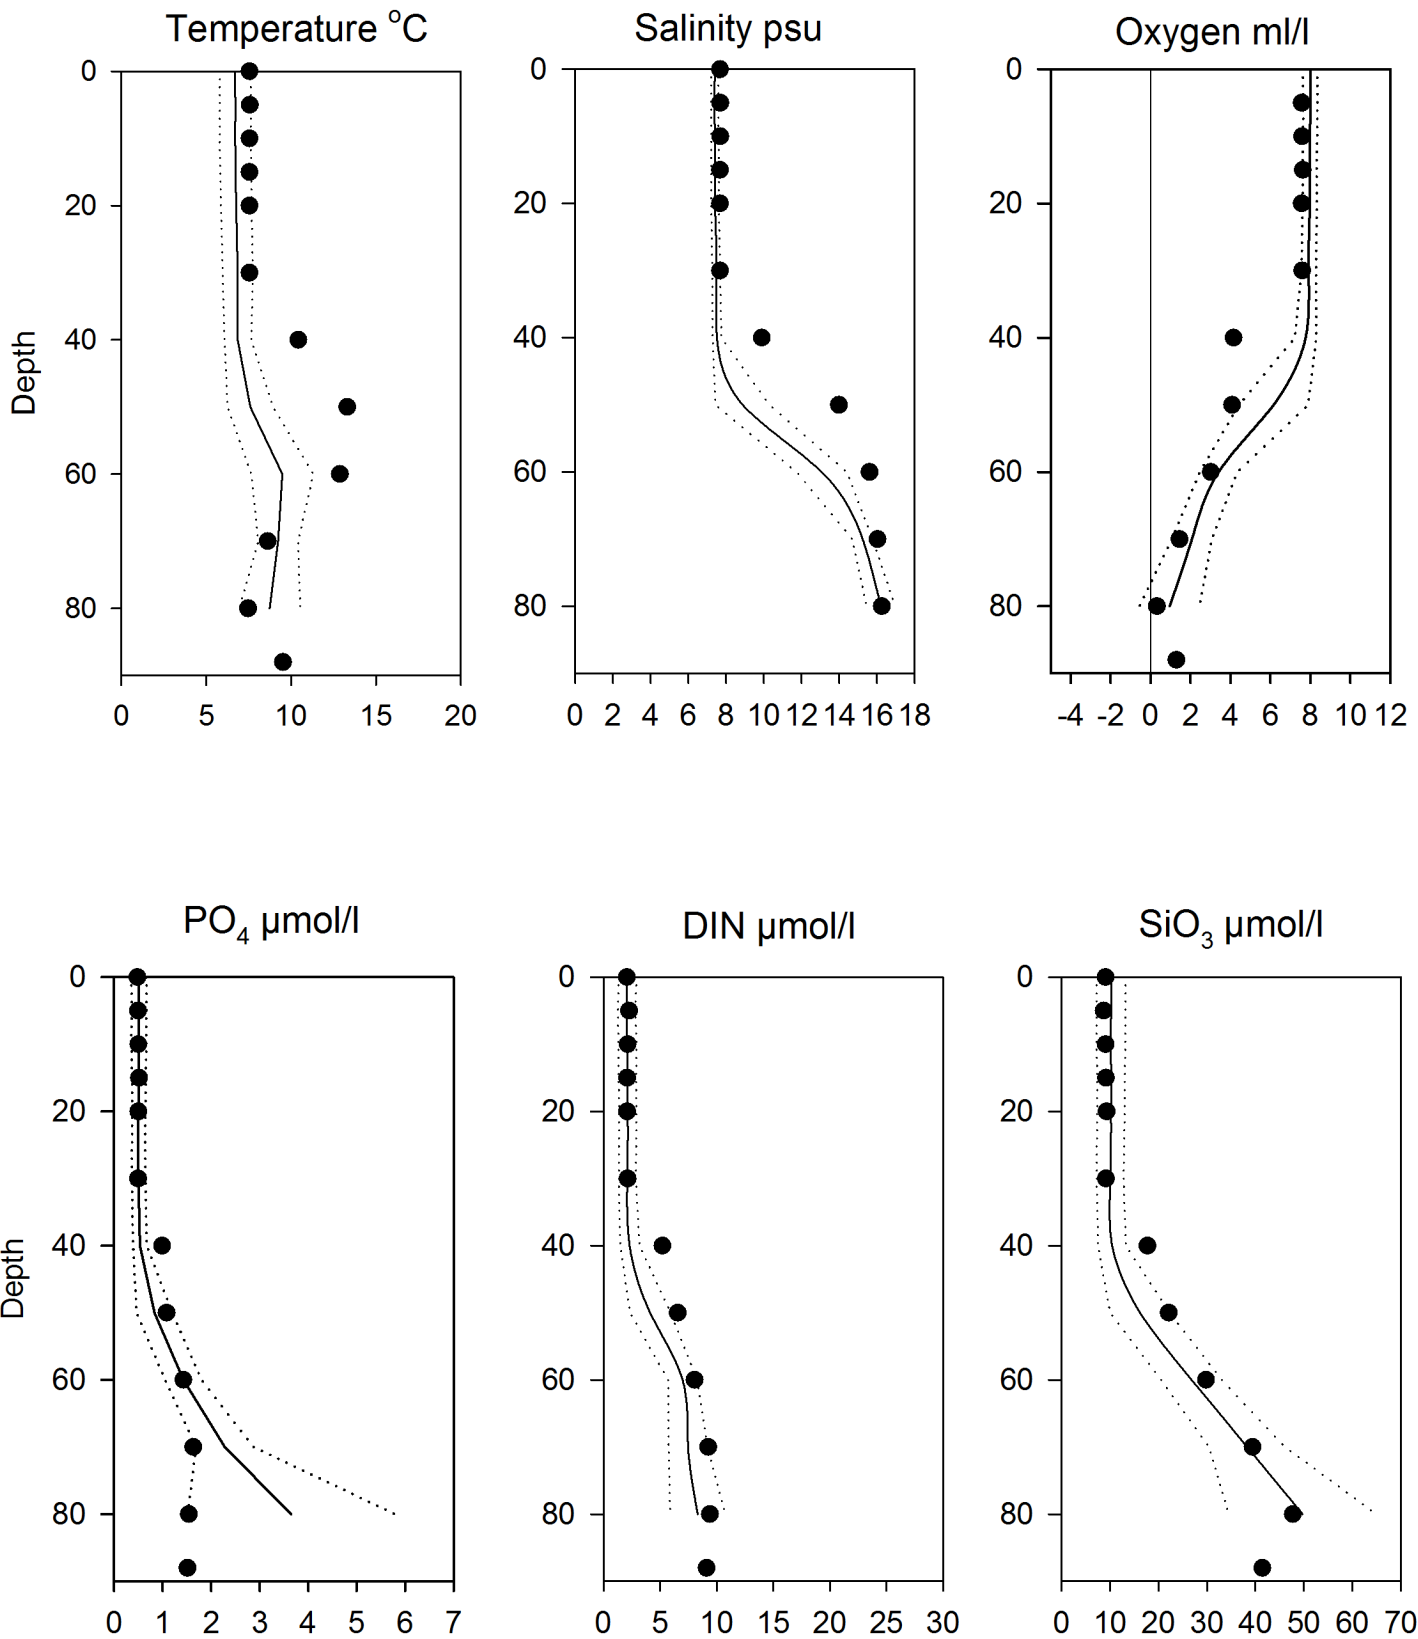 Temperature °C
Salinity psu
Oxygen ml/l
0
20
40
60
80
Depth
0 5 10 15 20
0
20
40
60
80
0 2 4 6 8 10 12 14 16 18
0
20
40
60
80
-4 -2 0 2 4 6 8 10 12
PO4 µmol/l
DIN µmol/l
SiO3 µmol/l
0
20
40
60
80
Depth
0 1 2 3 4 5 6 7
0
20
40
60
80
0 5 10 15 20 25 30
0
20
40
60
80
0 10 20 30 40 50 60 70